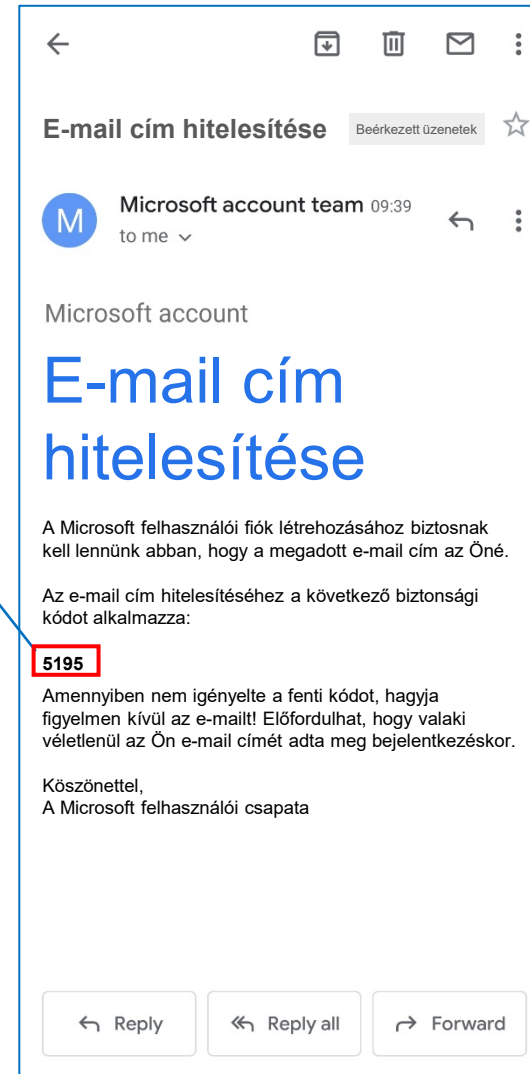 E-mail cím hitelesítése Beérkezett üzenetek
M
Microsoft account team 09:39
to me
Microsoft account
E-mail cím
hitelesítése
A Microsoft felhasználói fiók létrehozásához biztosnak
kell lennünk abban, hogy a megadott e-mail cím az Öné.
Az e-mail cím hitelesítéséhez a következő biztonsági
kódot alkalmazza:
5195
Amennyiben nem igényelte a fenti kódot, hagyja
figyelmen kívül az e-mailt! Előfordulhat, hogy valaki
véletlenül az Ön e-mail címét adta meg bejelentkezéskor.
Köszönettel,
A Microsoft felhasználói csapata
Reply Reply all Forward